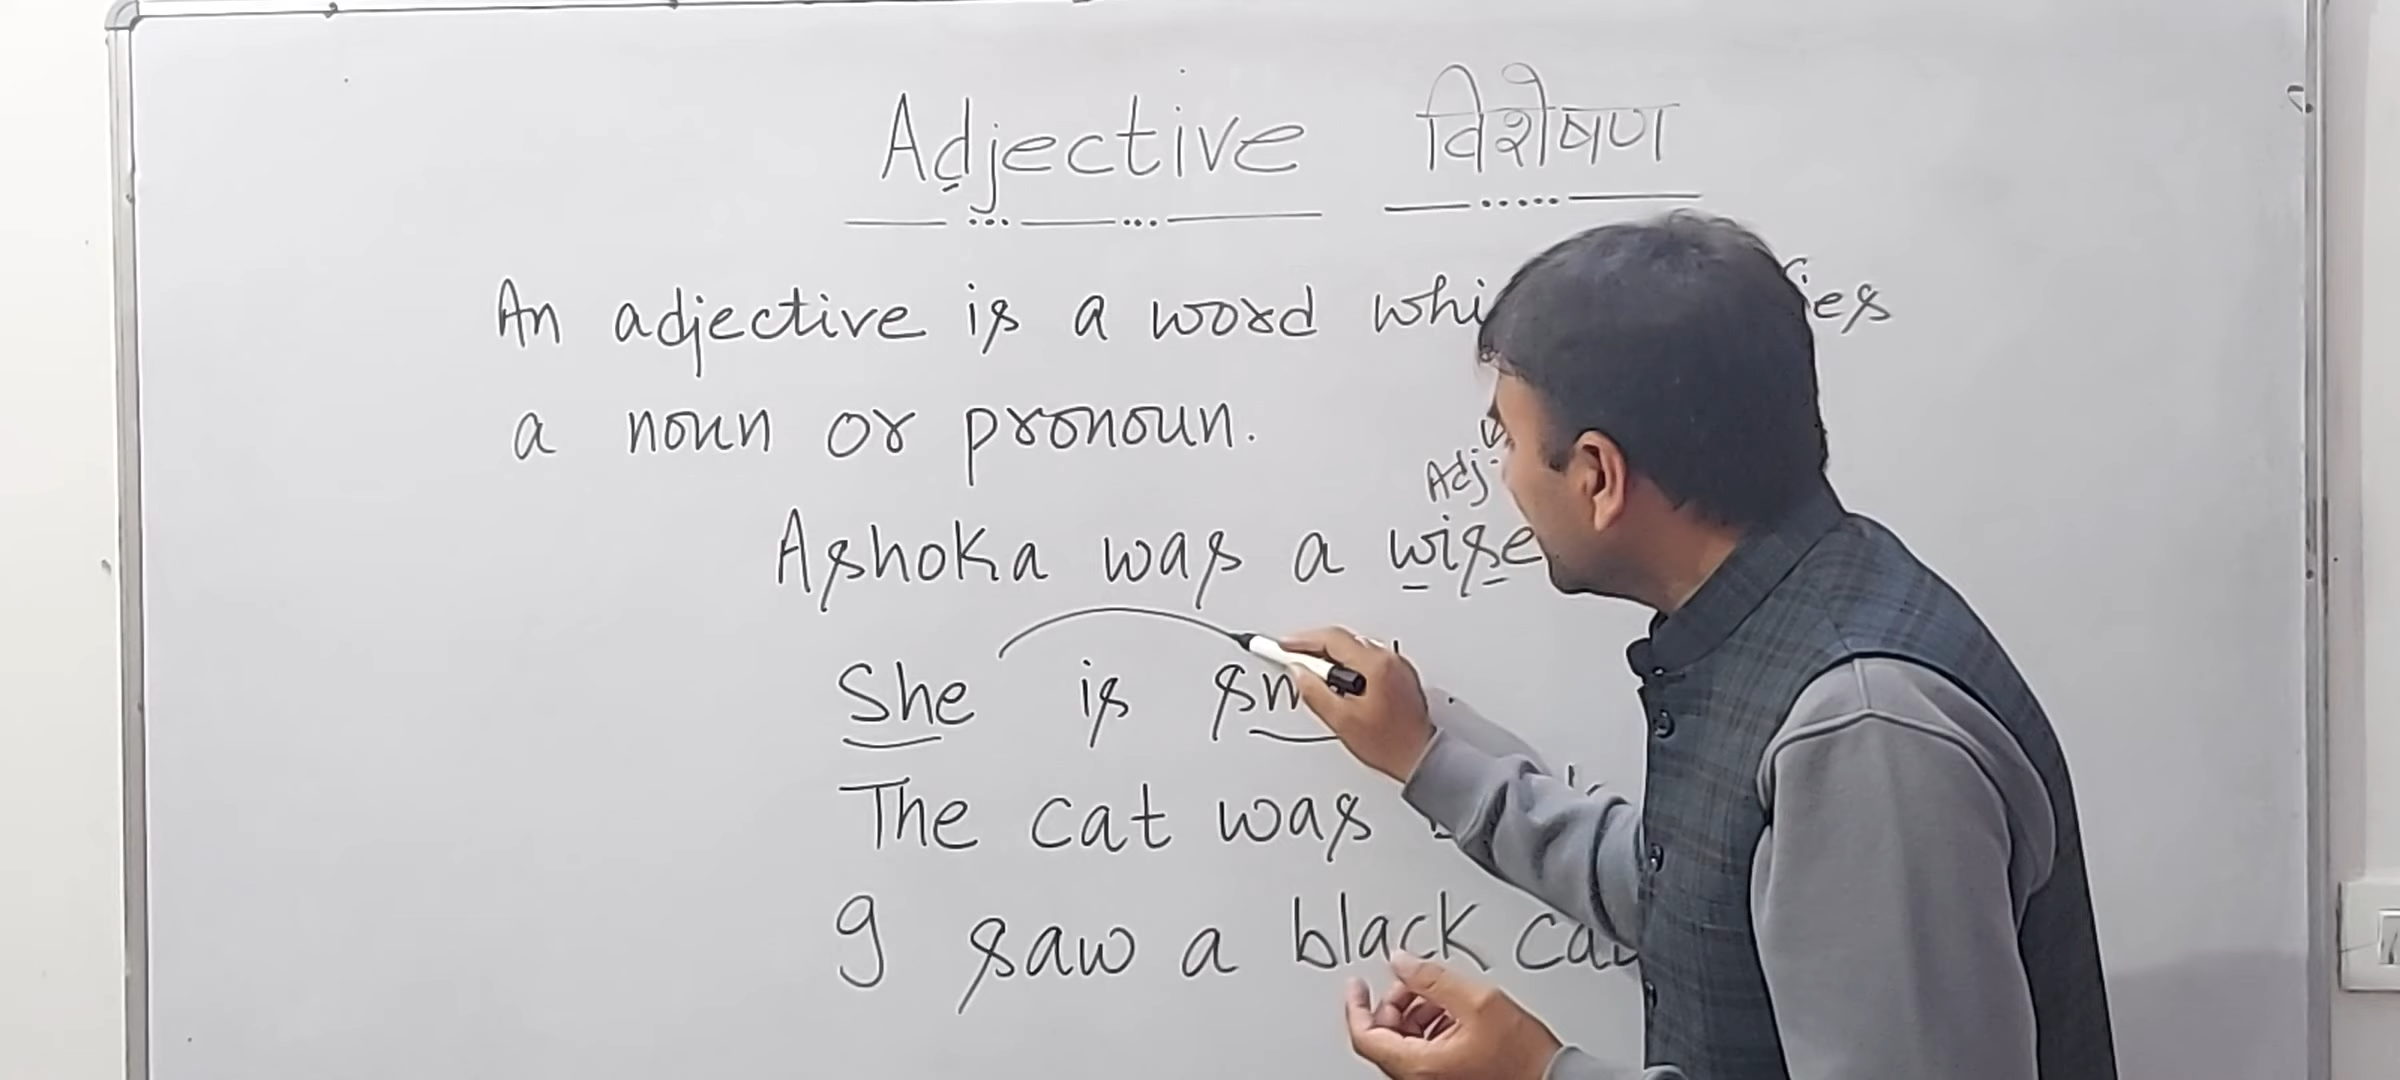 Adjective विशेषण
An adjective is a word
a noun or pronoun.
Adj.
Ashoka was a wise
She is
The cat was
I saw a black